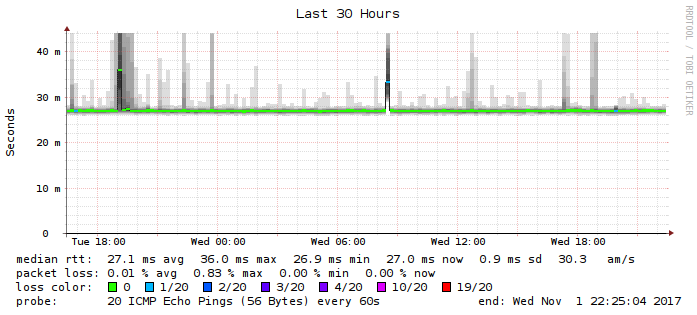 Last 30 Hours
RRDTOOL / TOBI OETIKER
Seconds
40 m
30 m
20 m
10 m
0
Tue 18:00 Wed 00:00 Wed 06:00 Wed 12:00 Wed 18:00
median rtt: 27.1 ms avg 36.0 ms max 26.9 ms min 27.0 ms now 0.9 ms sd 30.3 am/s
packet loss: 0.01 % avg 0.83 % max 0.00 % min 0.00 % now
loss color: 0 1/20 2/20 3/20 4/20 10/20 19/20
probe: 20 ICMP Echo Pings (56 Bytes) every 60s end: Wed Nov 1 22:25:04 2017